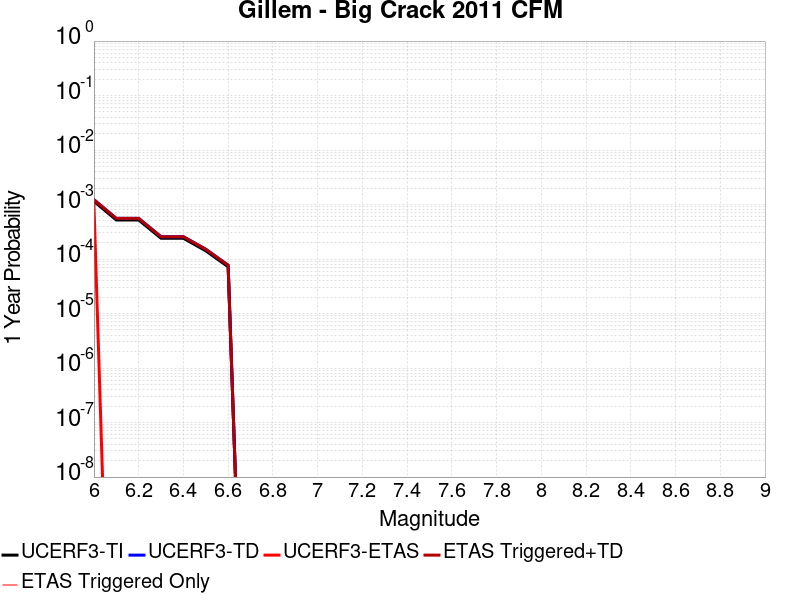 Gillem - Big Crack 2011 CFM
10 0
10 -1
10 -2
10 -3
10 -4
10 -5
10 -6
10 -7
10 -8
1 Year Probability
6 6.2 6.4 6.6 6.8 7 7.2 7.4 7.6 7.8 8 8.2 8.4 8.6 8.8 9
Magnitude
UCERF3-TI UCERF3-TD UCERF3-ETAS ETAS Triggered+TD
ETAS Triggered Only